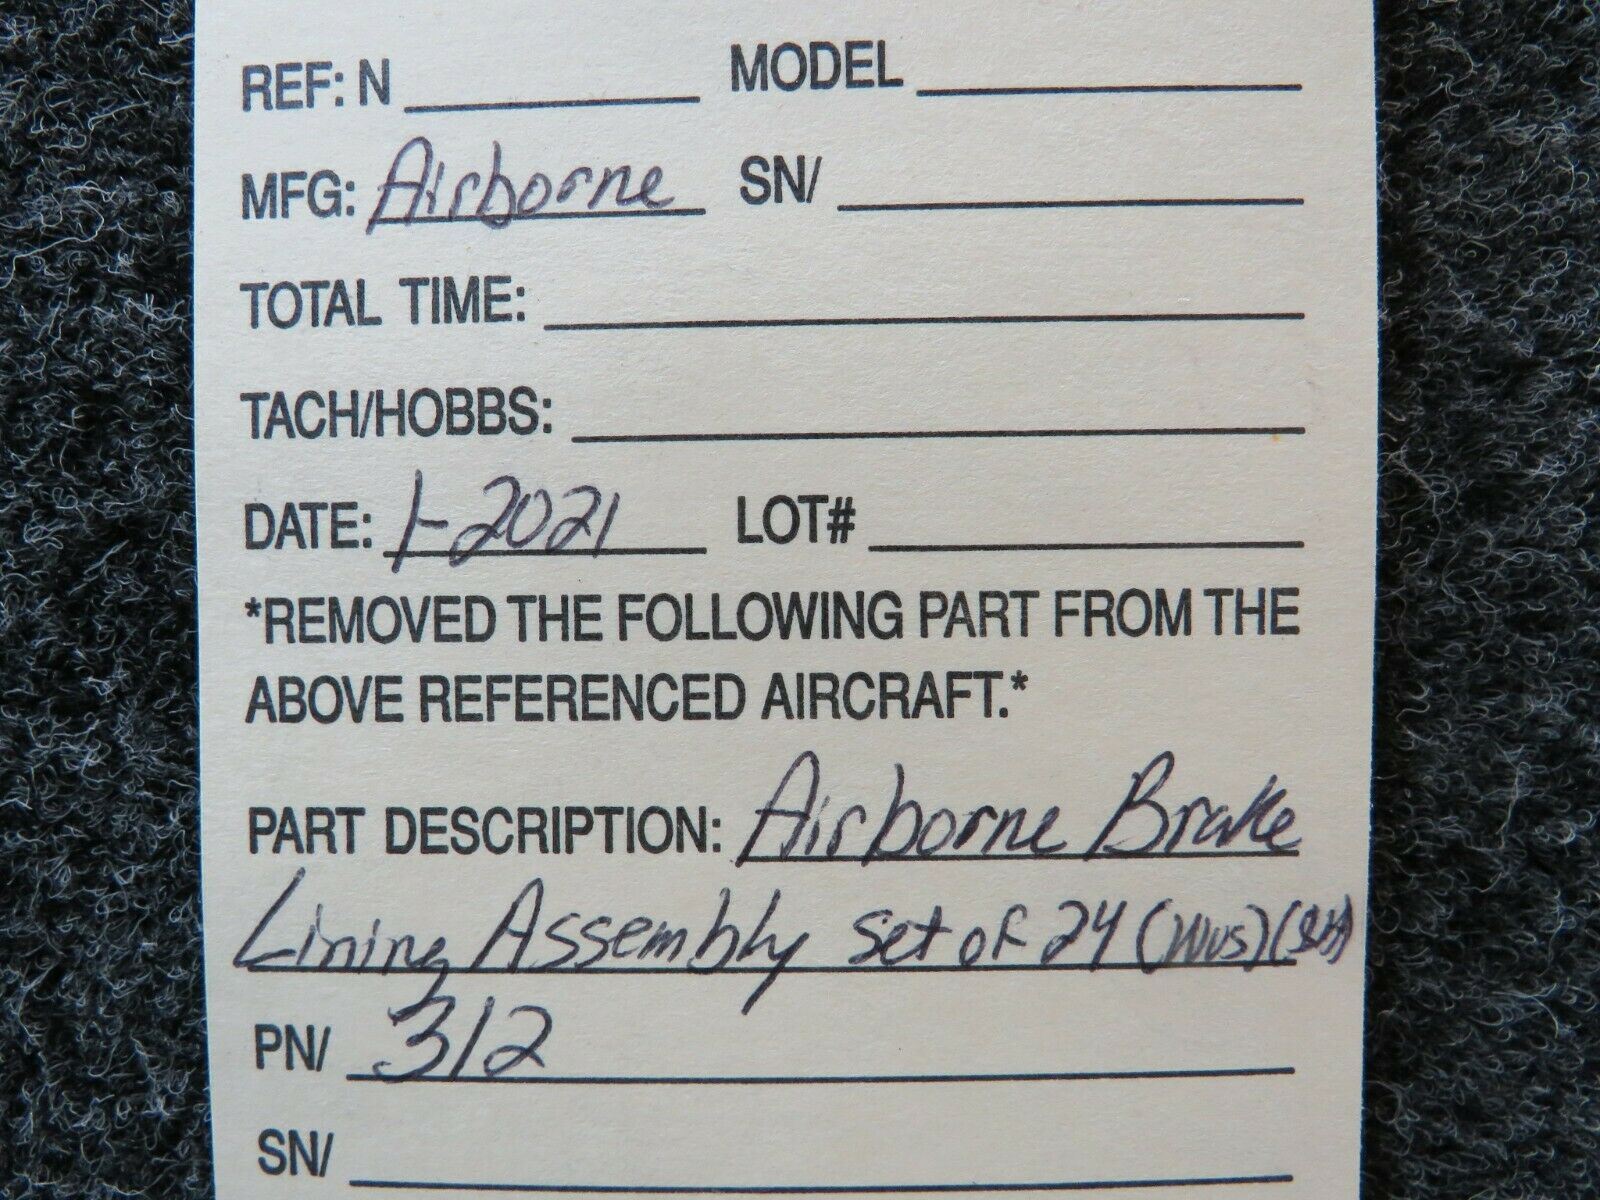 REF: N MODEL
MFG: Airborne SN/
TOTAL TIME:
TACH/HOBBS:
DATE: 1-2021 LOT#
*REMOVED THE FOLLOWING PART FROM THE
ABOVE REFERENCED AIRCRAFT.*
PART DESCRIPTION: Airborne Brake
Lining Assembly set of 24
PN/ 312
SN/